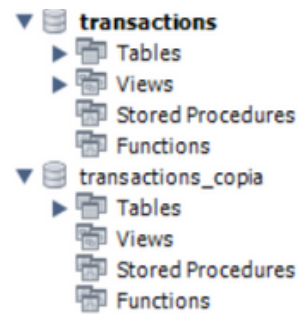 transactions
Tables
Views
Stored Procedures
Functions
transactions_copia
Tables
Views
Stored Procedures
Functions